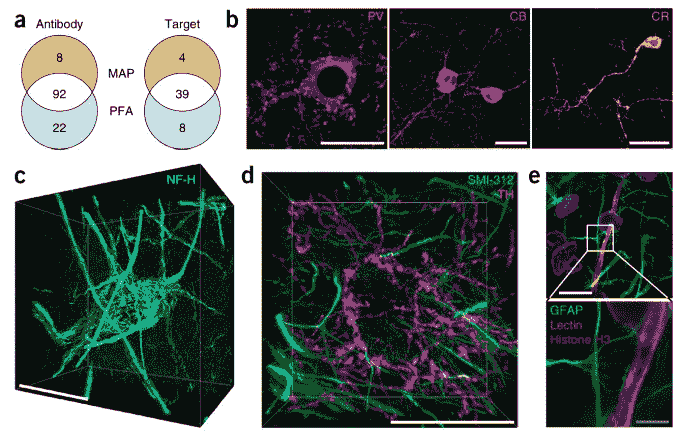 a
Antibody
Target
8
4
MAP
92
39
PFA
22
8
b
PV
CB
CR
c
NF-H
d
SMI-312
TH
e
GFAP
Lectin
Histone H3